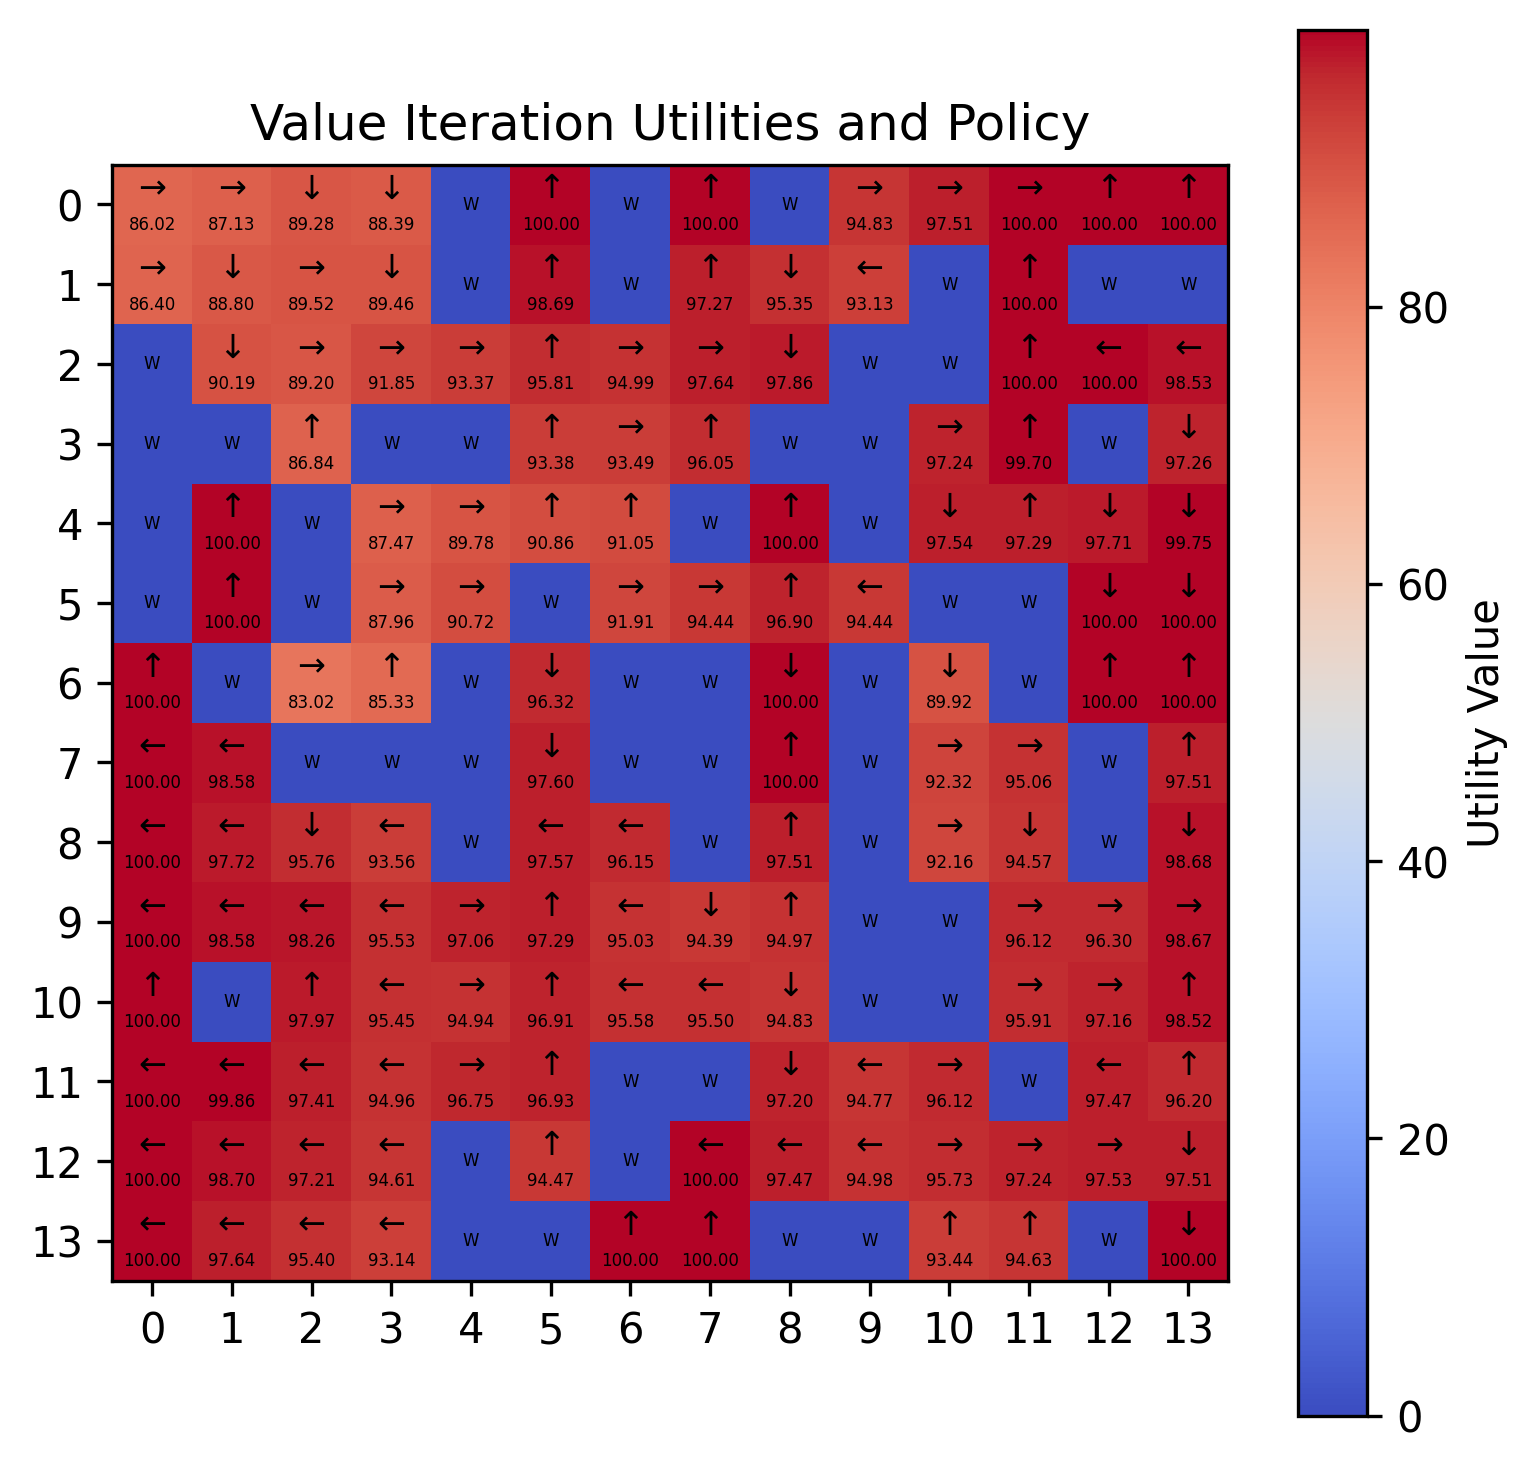 Value Iteration Utilities and Policy
0 → → ↓ ↓ W ↑ W ↑ W → → → ↑ ↑
86.02 87.13 89.28 88.39 100.00 100.00 94.83 97.51 100.00 100.00 100.00
1 → ↓ → ↓ W ↑ W ↑ ↓ ← W ↑ W W
86.40 88.80 89.52 89.46 98.69 97.27 95.35 93.13 100.00
2 W ↓ → → → ↑ → → ↓ W W ↑ ← ←
90.19 89.20 91.85 93.37 95.81 94.99 97.64 97.86 100.00 100.00 98.53
3 W W ↑ W W ↑ → ↑ W W → ↑ W ↓
86.84 93.38 93.49 96.05 97.24 99.70 97.26
4 W ↑ W → → ↑ ↑ W ↑ W ↓ ↑ ↓ ↓
100.00 87.47 89.78 90.86 91.05 100.00 97.54 97.29 97.71 99.75
5 W ↑ W → → W → → ↑ ← W W ↓ ↓
100.00 87.96 90.72 91.91 94.44 96.90 94.44 100.00 100.00
6 ↑ W → ↑ W ↓ W W ↓ W ↓ W ↑ ↑
100.00 83.02 85.33 96.32 100.00 89.92 100.00 100.00
7 ← ← W W W ↓ W W ↑ W → → W ↑
100.00 98.58 97.60 100.00 92.32 95.06 97.51
8 ← ← ↓ ← W ← ← W ↑ W → ↓ W ↓
100.00 97.72 95.76 93.56 97.57 96.15 97.51 92.16 94.57 98.68
9 ← ← ← ← → ↑ ← ↓ ↑ W W → → →
100.00 98.58 98.26 95.53 97.06 97.29 95.03 94.39 94.97 96.12 96.30 98.67
10 ↑ W ↑ ← → ↑ ← ← ↓ W W → → ↑
100.00 97.97 95.45 94.94 96.91 95.58 95.50 94.83 95.91 97.16 98.52
11 ← ← ← ← → ↑ W W ↓ ← → W ← ↑
100.00 99.86 97.41 94.96 96.75 96.93 97.20 94.77 96.12 97.47 96.20
12 ← ← ← ← W ↑ W ← ← ← → → → ↓
100.00 98.70 97.21 94.61 94.47 100.00 97.47 94.98 95.73 97.24 97.53 97.51
13 ← ← ← ← W W ↑ ↑ W W ↑ ↑ W ↓
100.00 97.64 95.40 93.14 100.00 100.00 93.44 94.63 100.00
0 1 2 3 4 5 6 7 8 9 10 11 12 13
80
60
40
20
0
Utility Value